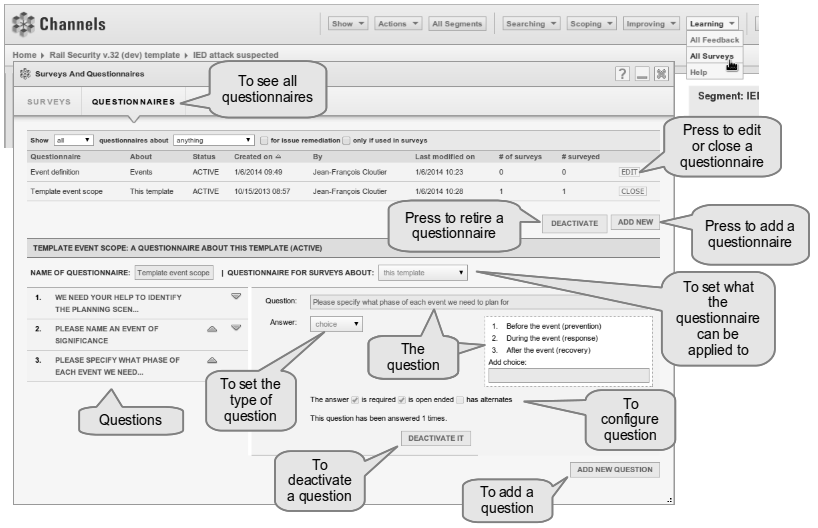 Channels
Show Actions All Segments Searching Scoping Improving Learning
All Feedback
All Surveys
Help
Home Rail Security v.32 (dev) template IED attack suspected
Segment: IE
Surveys And Questionnaires
?
SURVEYS QUESTIONNAIRES
To see all
questionnaires
Show all questionnaires about anything for issue remediation only if used in surveys
Questionnaire About Status Created on By Last modified on # of surveys # surveyed
Event definition Events ACTIVE 1/6/2014 09:49 Jean-François Cloutier 1/6/2014 10:23 0 0 EDIT
Template event scope This template ACTIVE 10/15/2013 08:57 Jean-François Cloutier 1/6/2014 10:28 1 1 CLOSE
Press to edit
or close a
questionnaire
Press to retire a
questionnaire
DEACTIVATE ADD NEW
Press to add a
questionnaire
TEMPLATE EVENT SCOPE: A QUESTIONNAIRE ABOUT THIS TEMPLATE (ACTIVE)
NAME OF QUESTIONNAIRE: Template event scope | QUESTIONNAIRE FOR SURVEYS ABOUT: this template
To set what
the
questionnaire
can be
applied to
1. WE NEED YOUR HELP TO IDENTIFY
THE PLANNING SCEN...
2. PLEASE NAME AN EVENT OF
SIGNIFICANCE
3. PLEASE SPECIFY WHAT PHASE OF
EACH EVENT WE NEED...
Questions
Question: Please specify what phase of each event we need to plan for
Answer: choice
1. Before the event (prevention)
2. During the event (response)
3. After the event (recovery)
Add choice:
The
question
To set the
type of
question
The answer is required is open ended has alternates
This question has been answered 1 times.
To
configure
question
DEACTIVATE IT
To
deactivate
a question
ADD NEW QUESTION
To add a
question